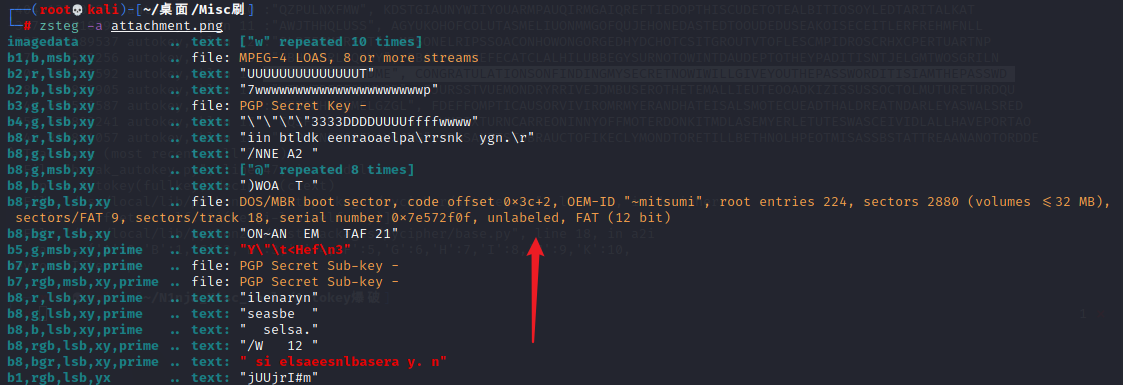 ┌──(root💀kali)-[~/桌面/Misc刷]
└─# zsteg -a attachment.png
imagedata .. text: ["w" repeated 10 times]
b1,b,msb,xy .. file: MPEG-4 LOAS, 8 or more streams
b2,r,lsb,xy .. text: "UUUUUUUUUUUUUUUT"
b2,b,lsb,xy .. text: "7wwwwwwwwwwwwwwwwwwwwwp"
b3,g,lsb,xy .. file: PGP Secret Key -
b4,g,lsb,xy .. text: "\"\"\"\"3333DDDDUUUUffffwwww"
b8,r,lsb,xy .. text: "iin btldk eenraoaelpa\rrsnk  ygn.\r"
b8,g,lsb,xy .. text: "/NNE A2 "
b8,g,msb,xy .. text: ["@" repeated 8 times]
b8,b,lsb,xy .. text: ")WOA  T "
b8,rgb,lsb,xy .. file: DOS/MBR boot sector, code offset 0×3c+2, OEM-ID "~mitsumi", root entries 224, sectors 2880 (volumes ≤32 MB),
sectors/FAT 9, sectors/track 18, serial number 0×7e572f0f, unlabeled, FAT (12 bit)
b8,bgr,lsb,xy .. text: "ON~AN  EM   TAF 21"
b5,g,msb,xy,prime .. text: "Y\"\t<Hef\n3"
b7,r,msb,xy,prime .. file: PGP Secret Sub-key -
b7,rgb,msb,xy,prime .. file: PGP Secret Sub-key -
b8,r,lsb,xy,prime .. text: "ilenaryn"
b8,g,lsb,xy,prime .. text: "seasbe  "
b8,b,lsb,xy,prime .. text: "  selsa."
b8,rgb,lsb,xy,prime .. text: "/W   12 "
b8,bgr,lsb,xy,prime .. text: " si elsaeesnlbasera y. n"
b1,rgb,lsb,yx .. text: "jUUjrI#m"